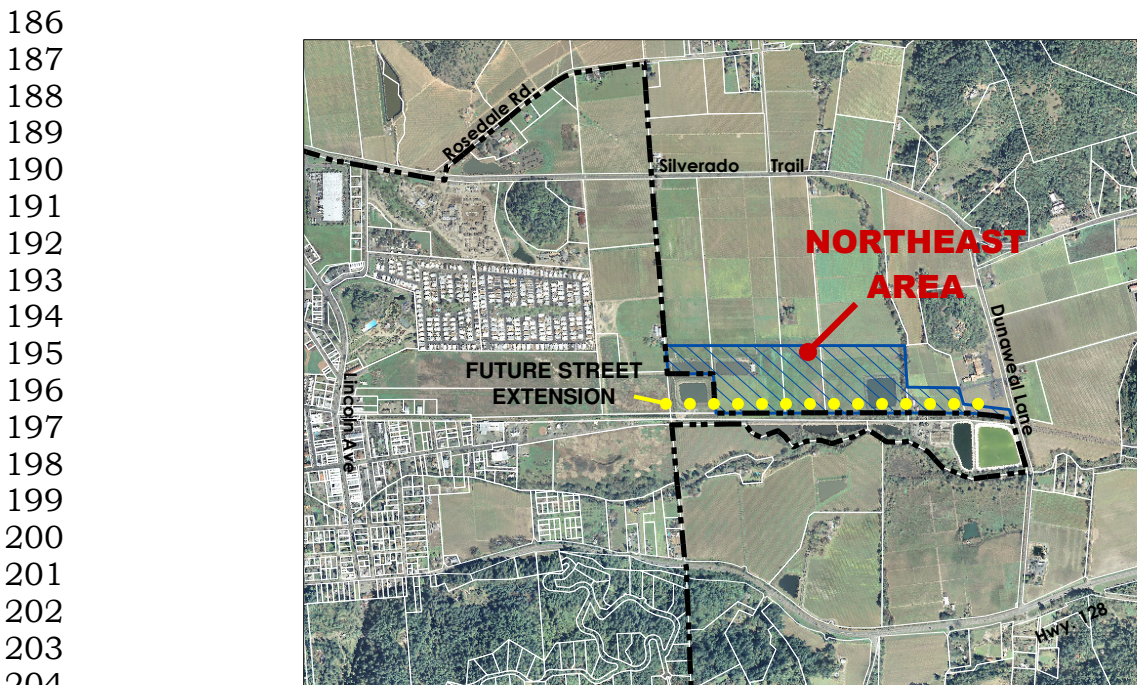 186
187
188
189
190
191
192
193
194
195
196
197
198
199
200
201
202
203
204
Rosedale Rd.
Silverado Trail
NORTHEAST
AREA
Dunaweal Lane
FUTURE STREET
EXTENSION
Lincoln Ave
Hwy. 128